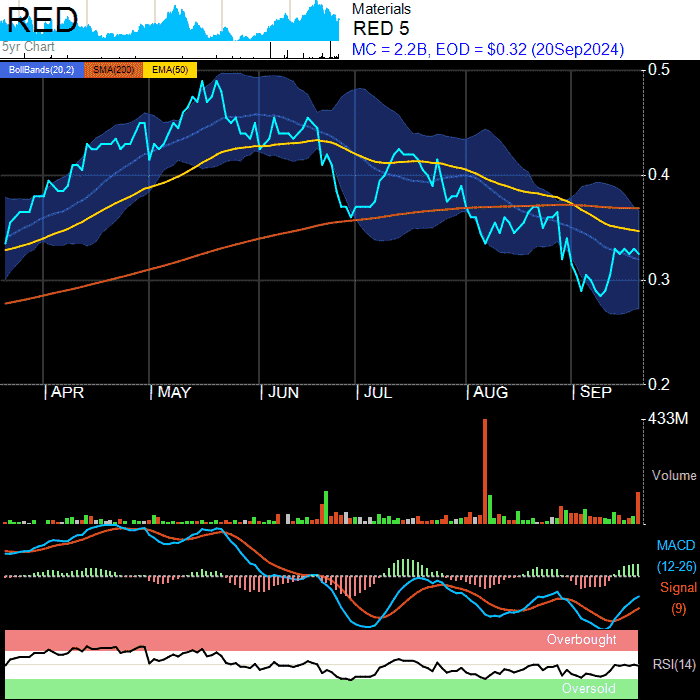 RED
5yr Chart
Materials
RED 5
MC = 2.2B, EOD = $0.32 (20Sep2024)
BollBands(20,2) SMA(200) EMA(50)
0.5
0.4
0.3
0.2
APR MAY JUN JUL AUG SEP
433M
Volume
MACD
(12-26)
Signal
(9)
Overbought
RSI(14)
Oversold